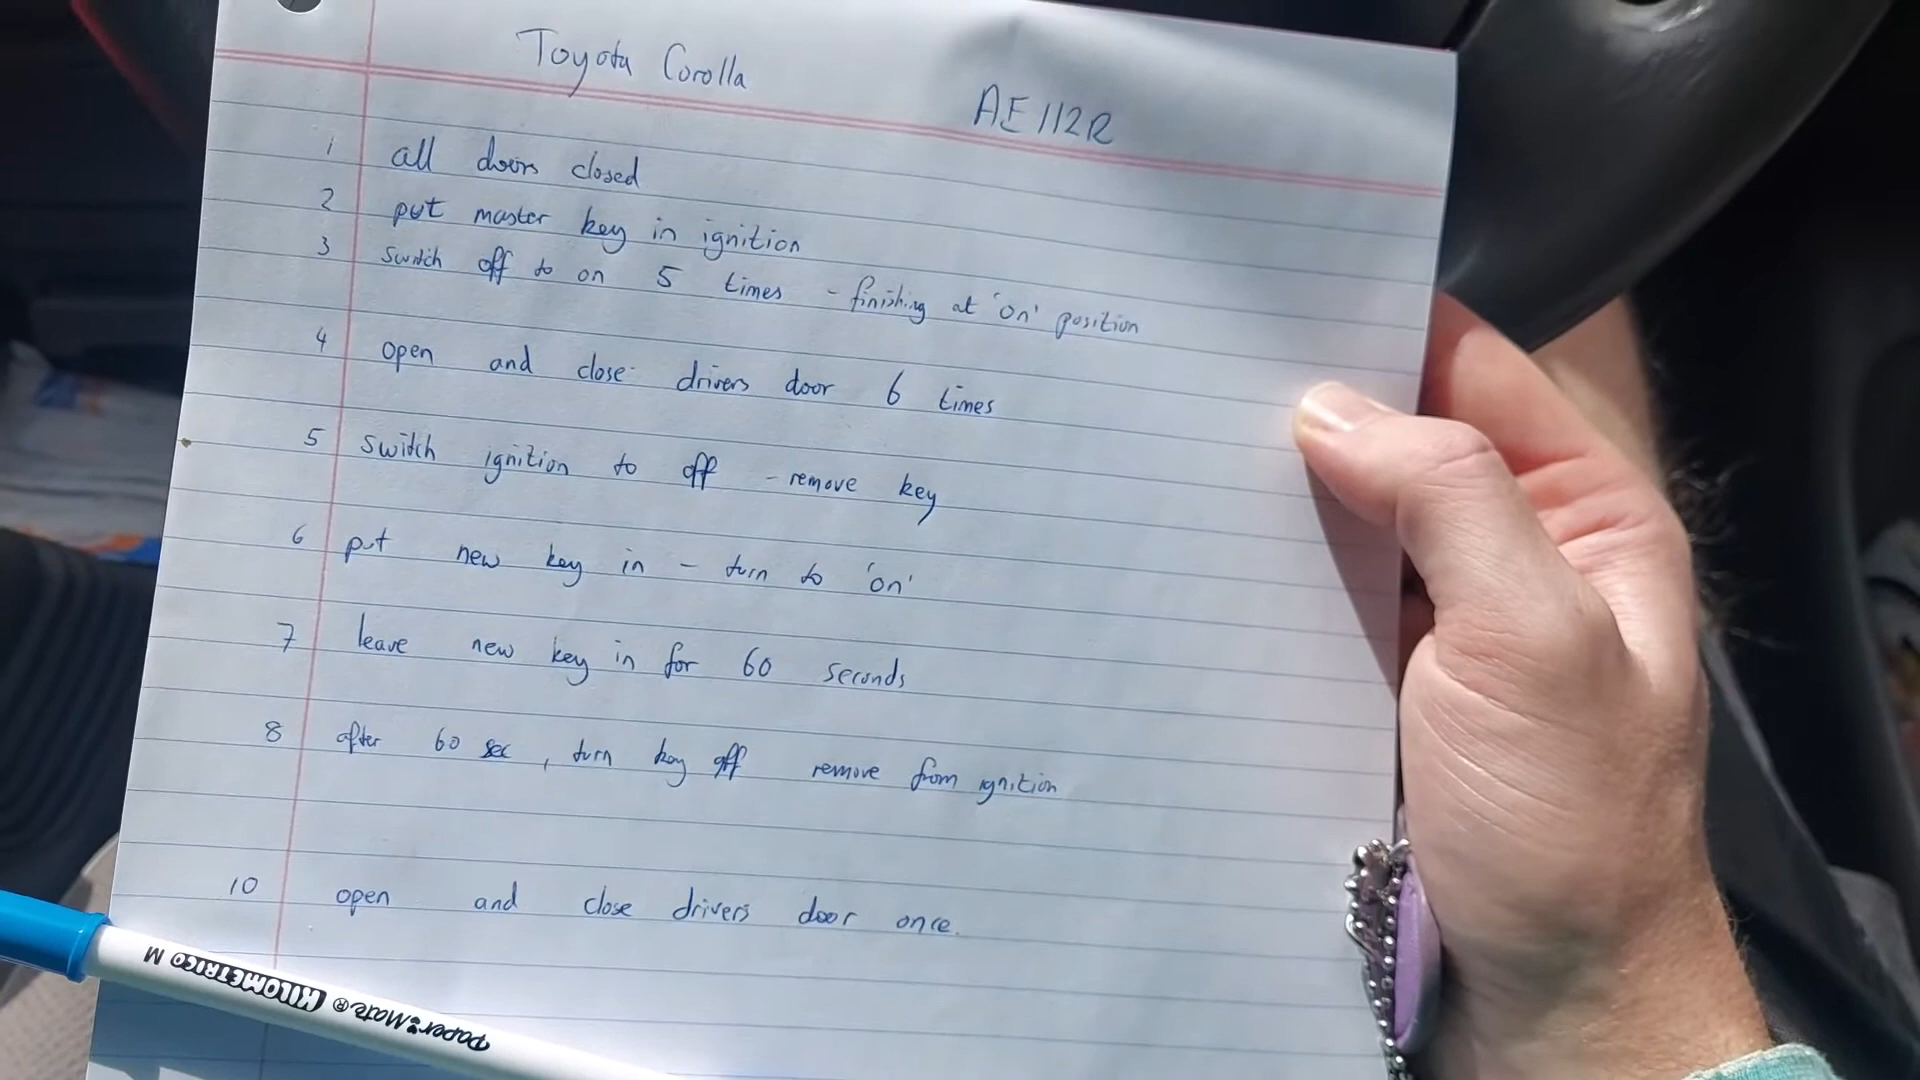 Toyota Corolla
AE112R
1 all doors closed
2 put master key in ignition
3 switch off to on 5 times - finishing at 'on' position
4 open and close drivers door 6 times
5 switch ignition to off - remove key
6 put new key in - turn to 'on'
7 leave new key in for 60 seconds
8 after 60 sec, turn key off remove from ignition
10 open and close drivers door once.
Paper Mate® KILOMETRICO M